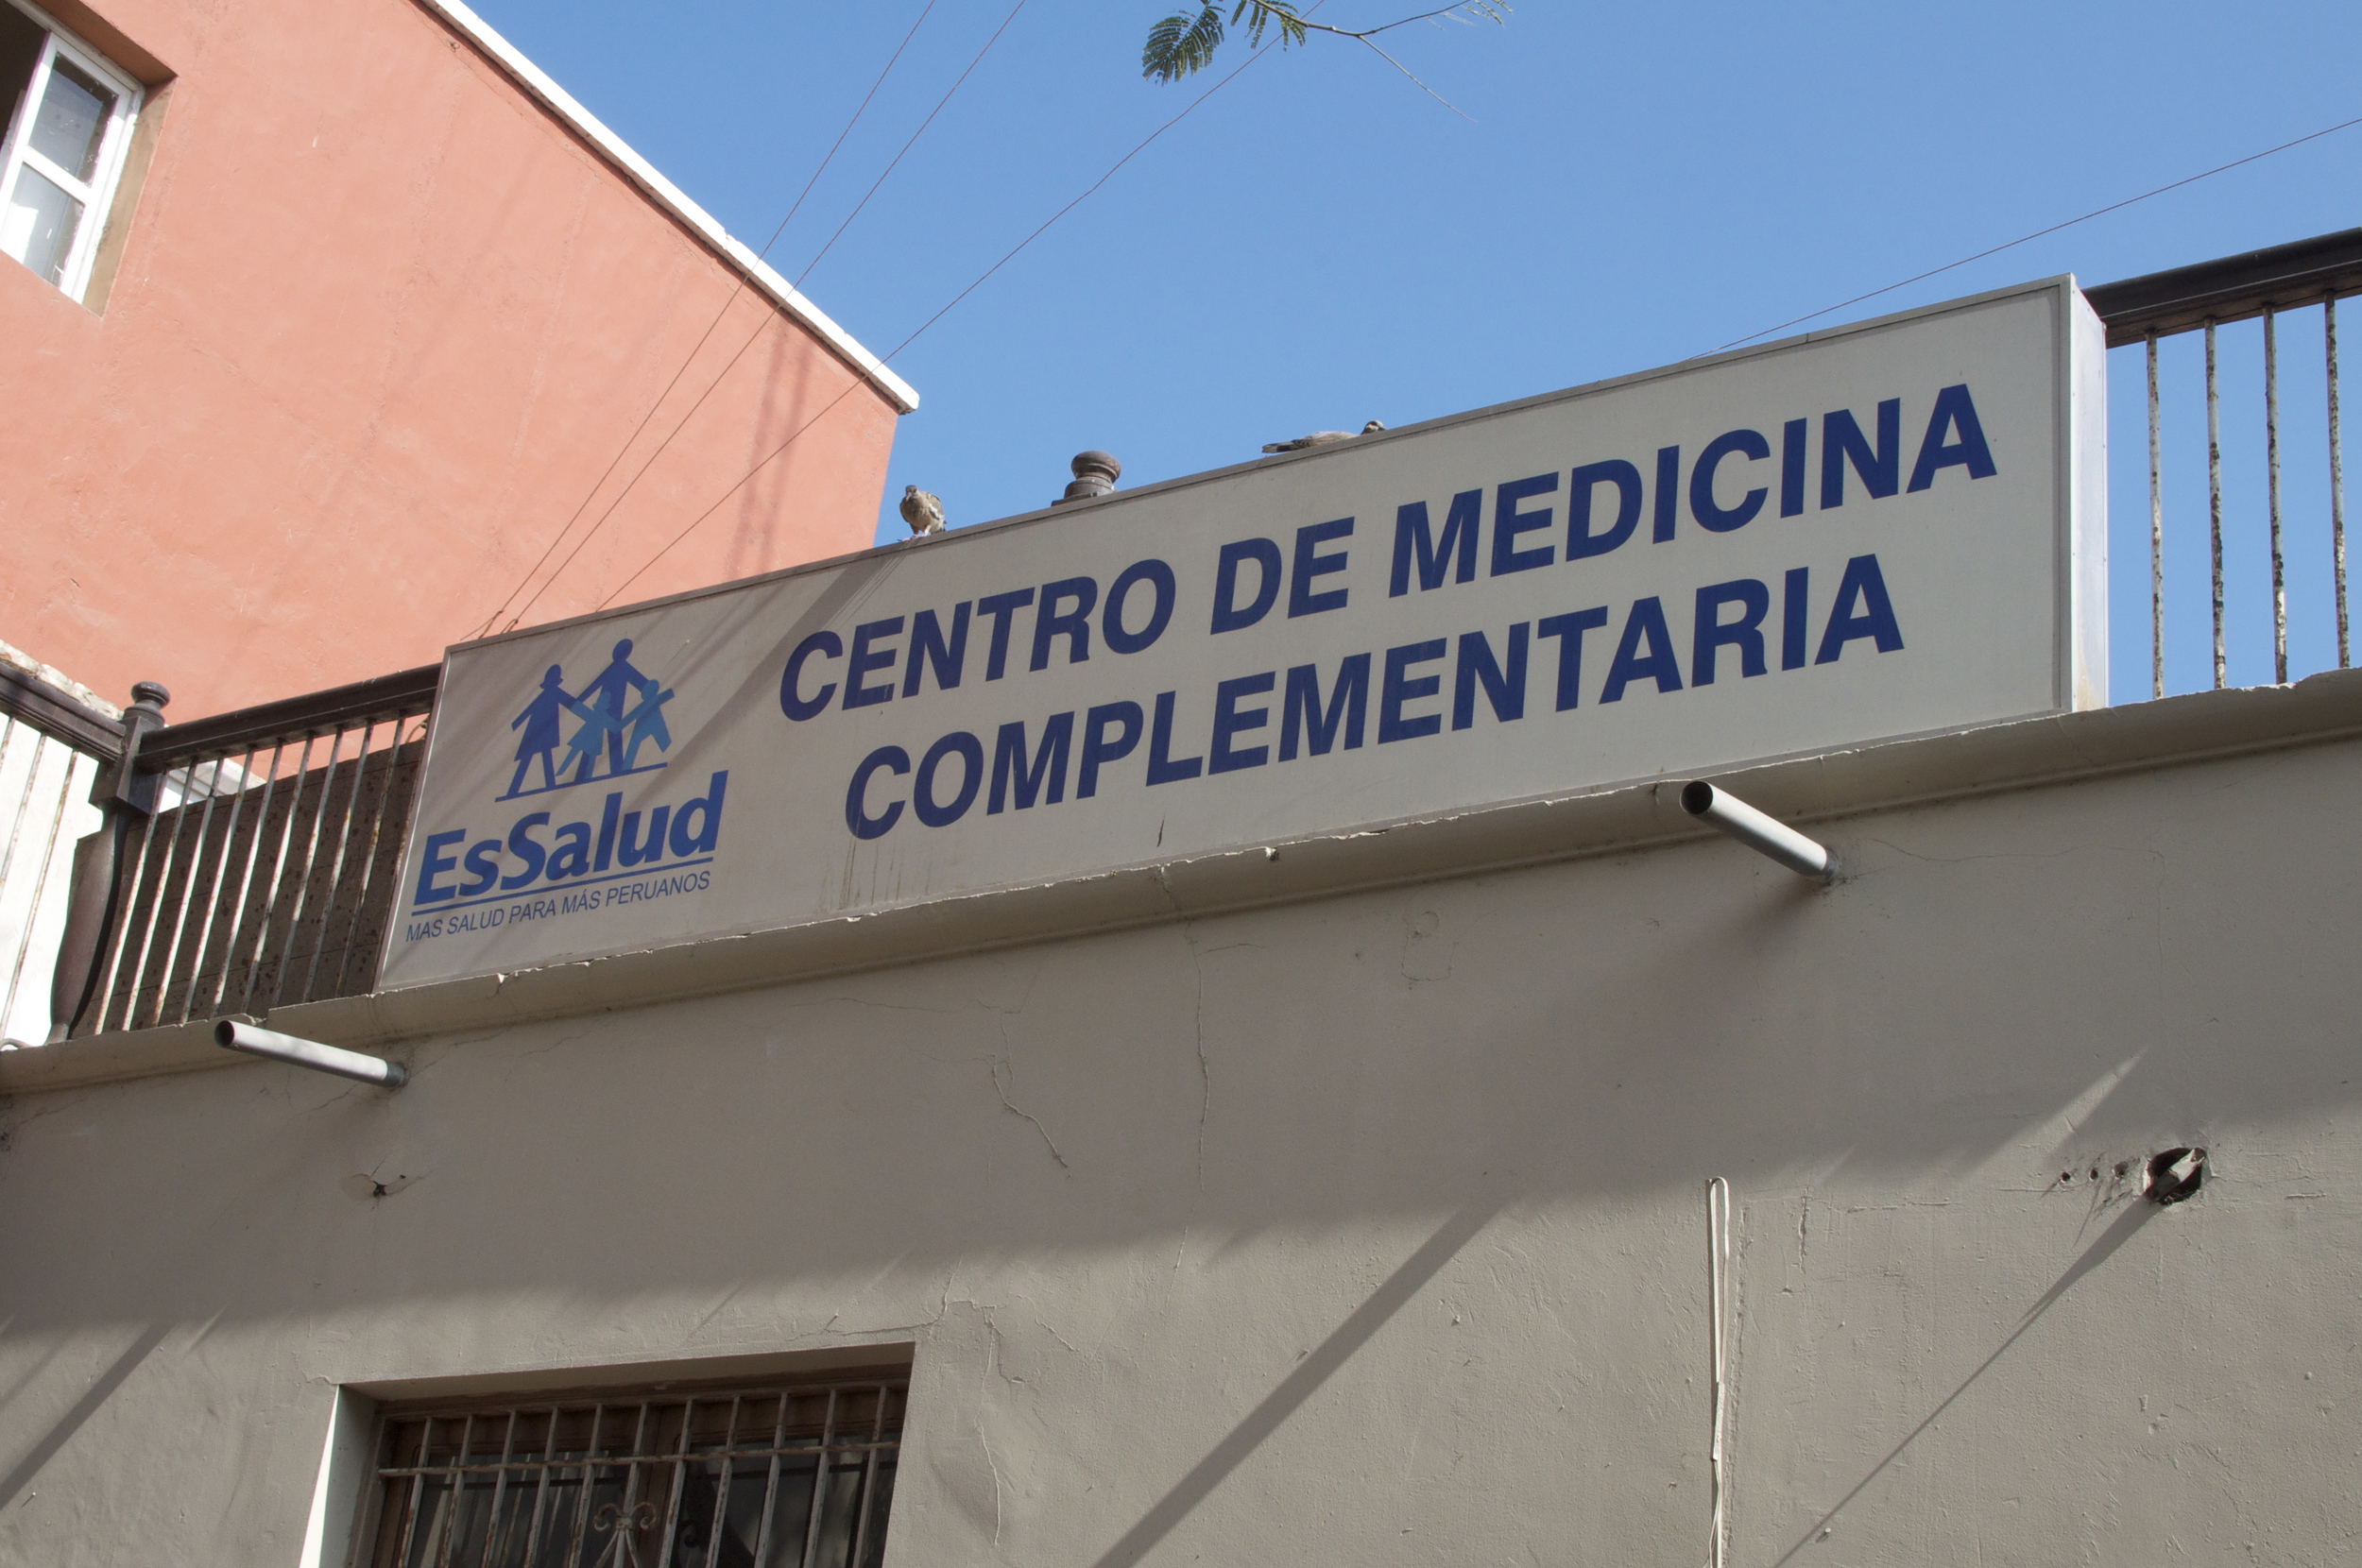 CENTRO DE MEDICINA
COMPLEMENTARIA
EsSalud
MAS SALUD PARA MÁS PERUANOS